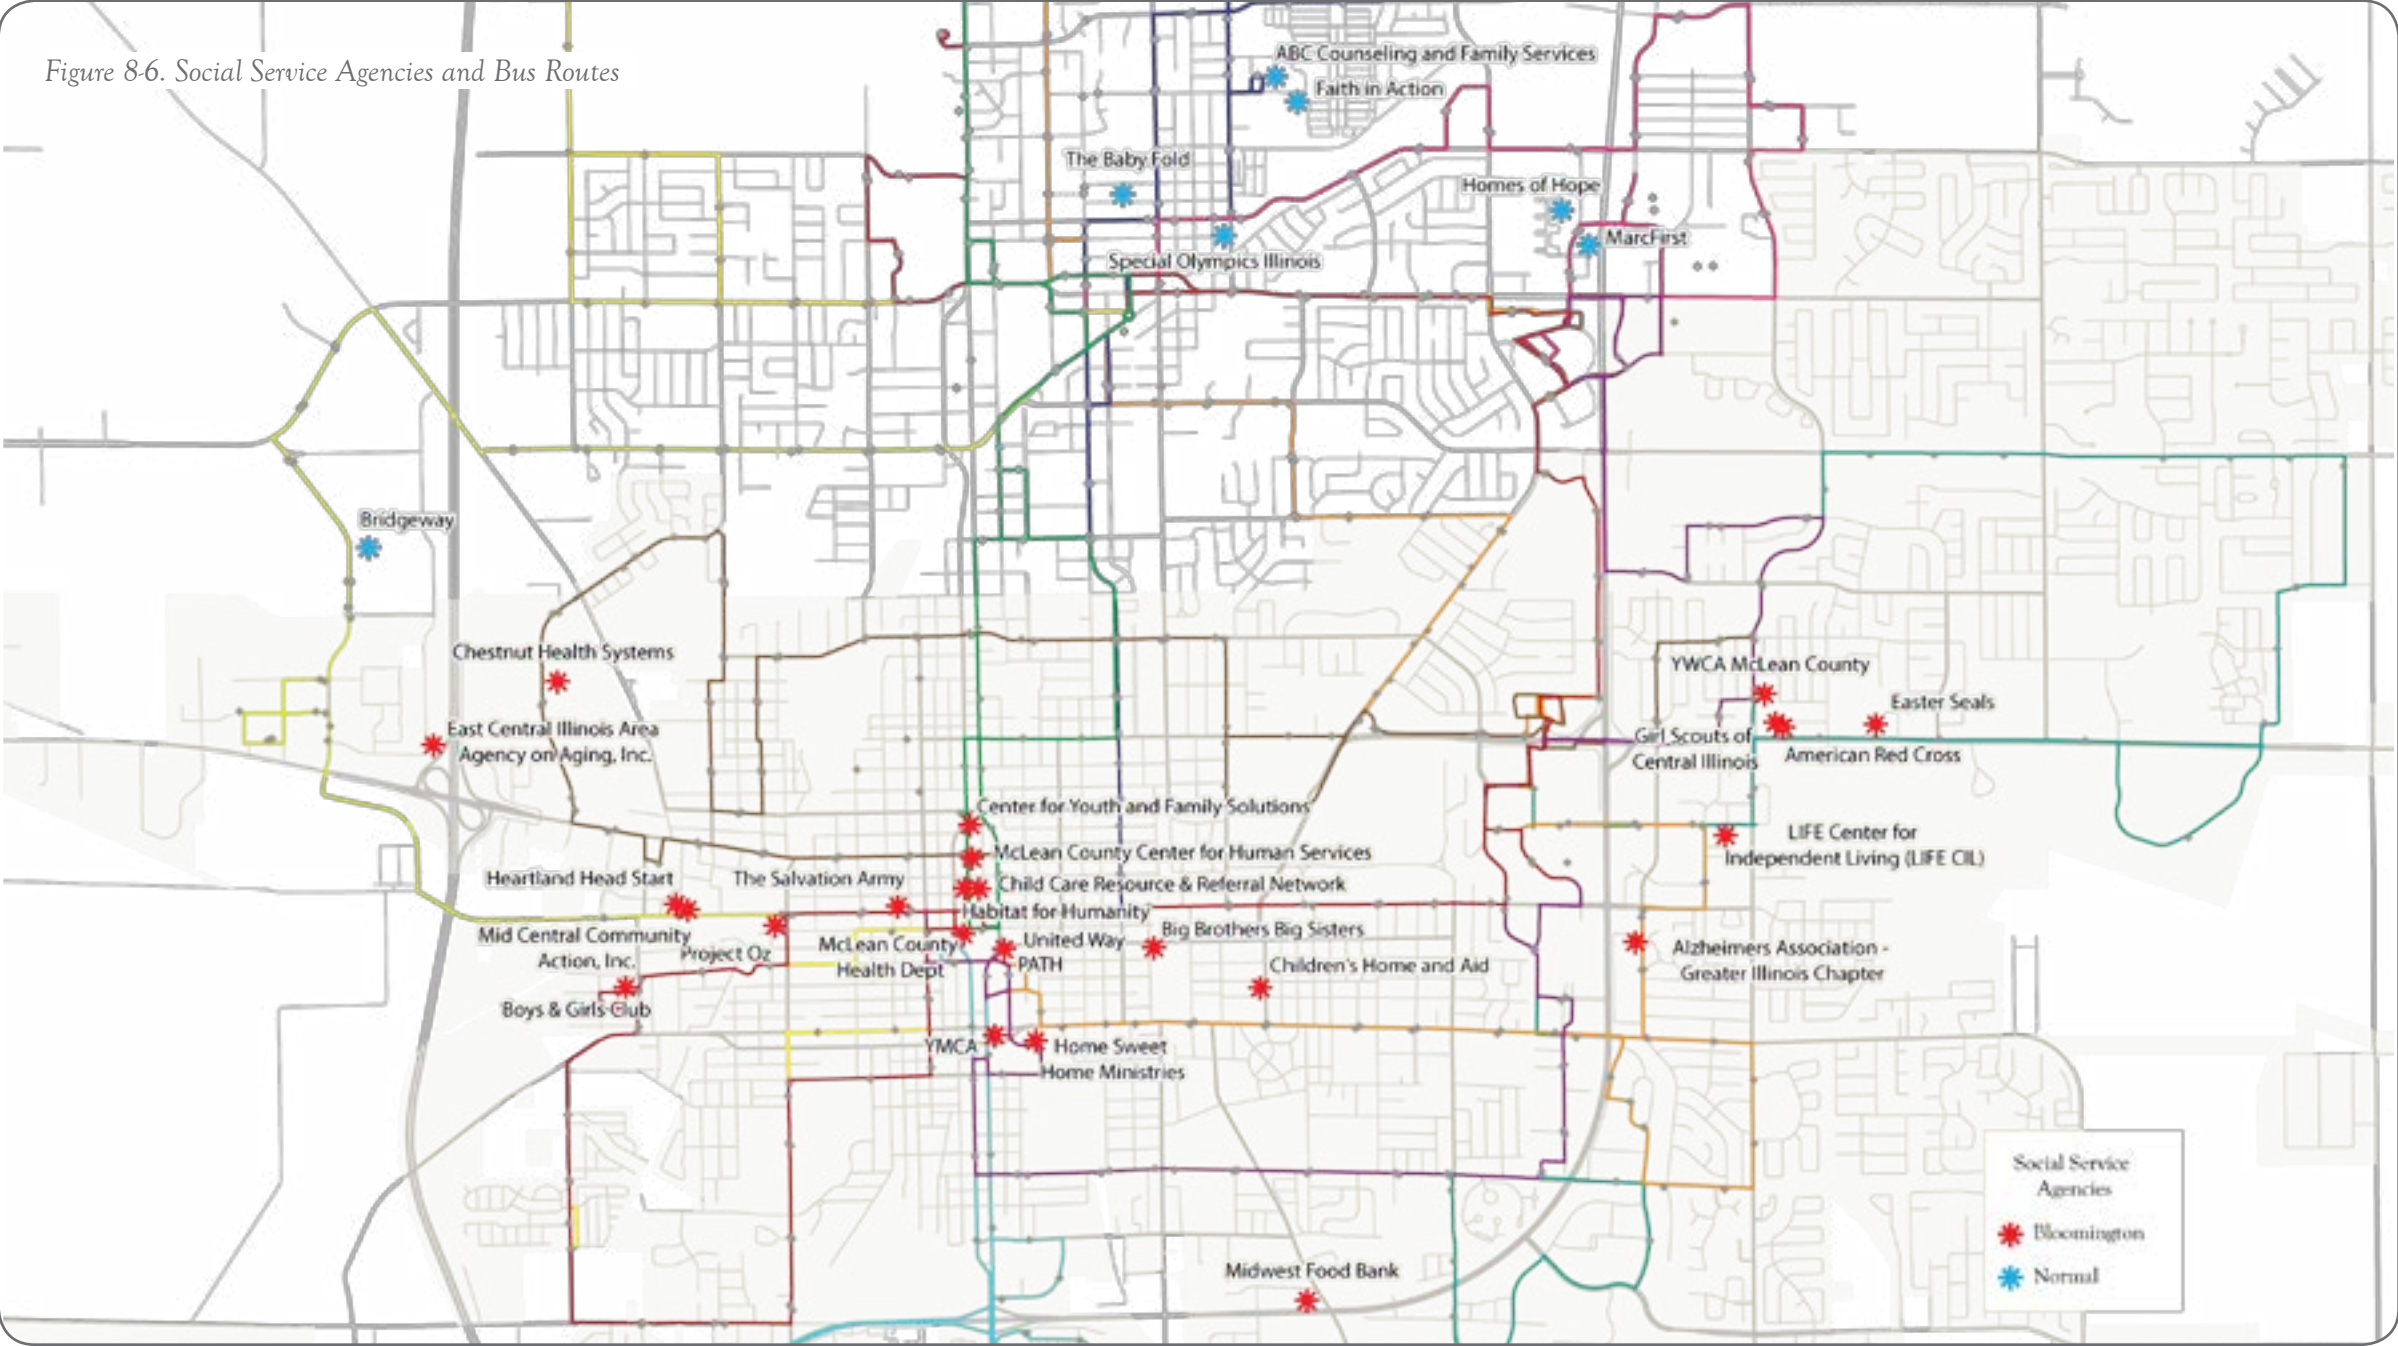 Figure 8-6. Social Service Agencies and Bus Routes
ABC Counseling and Family Services
Faith in Action
The Baby Fold
Homes of Hope
MarcFirst
Special Olympics Illinois
Bridgeway
Chestnut Health Systems
YWCA McLean County
Easter Seals
East Central Illinois Area
Agency on Aging, Inc.
Girl Scouts of
Central Illinois
American Red Cross
Center for Youth and Family Solutions
LIFE Center for
Independent Living (LIFE CIL)
McLean County Center for Human Services
Heartland Head Start
The Salvation Army
Child Care Resource & Referral Network
Habitat for Humanity
Mid Central Community
Action, Inc.
Project Oz
McLean County
Health Dept
United Way
PATH
Big Brothers Big Sisters
Children's Home and Aid
Alzheimers Association -
Greater Illinois Chapter
Boys & Girls Club
YMCA
Home Sweet
Home Ministries
Midwest Food Bank
Social Service
Agencies
Bloomington
Normal